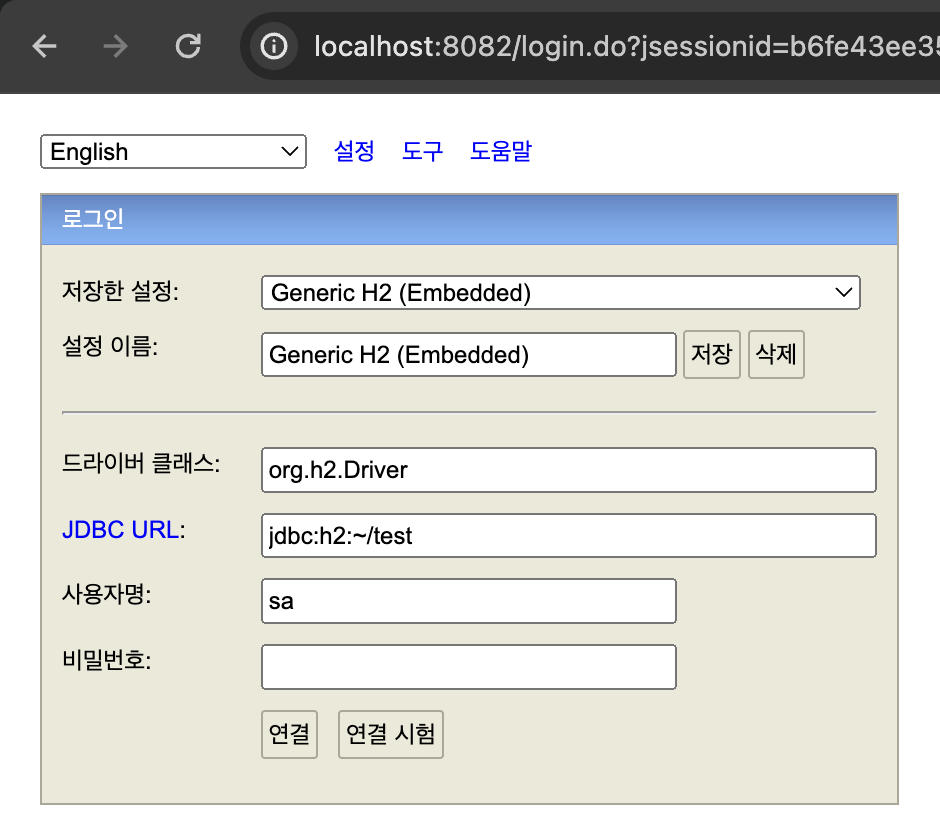 localhost:8082/login.do?jsessionid=b6fe43ee35
English 설정 도구 도움말
로그인
저장한 설정: Generic H2 (Embedded)
설정 이름: Generic H2 (Embedded) 저장 삭제
드라이버 클래스: org.h2.Driver
JDBC URL: jdbc:h2:~/test
사용자명: sa
비밀번호:
연결 연결 시험